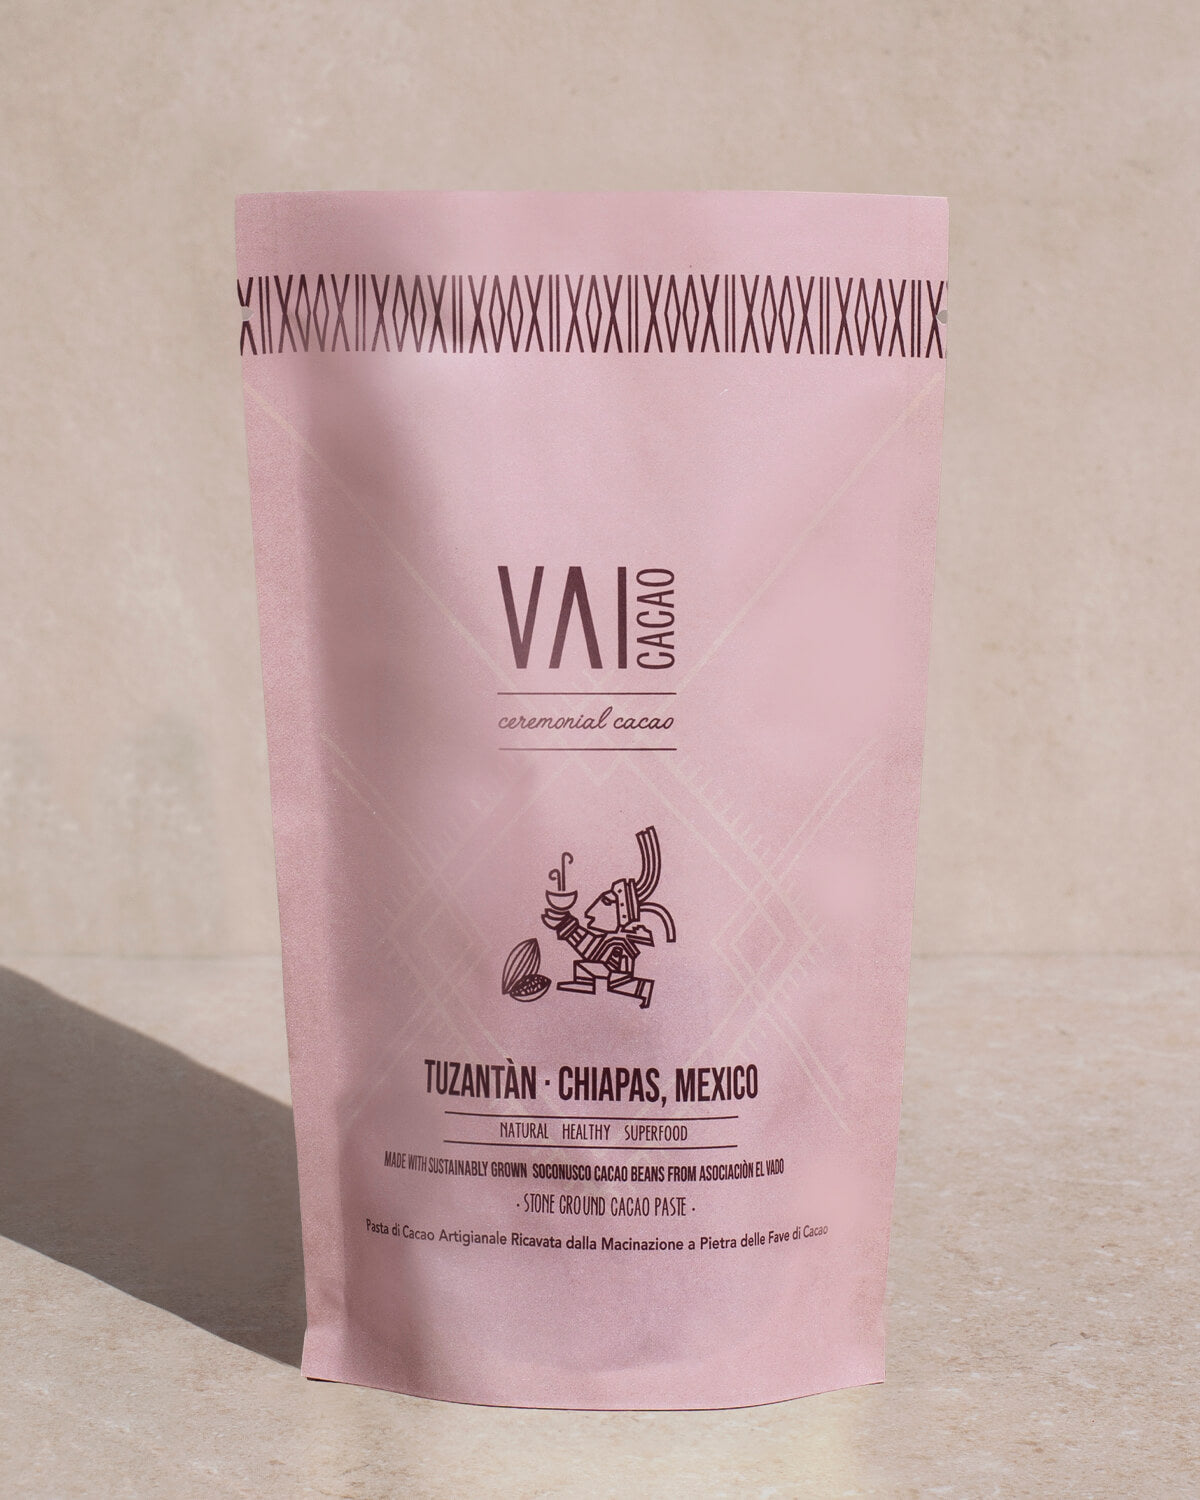 VAI CACAO
ceremonial cacao
TUZANTÀN · CHIAPAS, MEXICO
NATURAL HEALTHY SUPERFOOD
MADE WITH SUSTAINABLY GROWN SOCONUSCO CACAO BEANS FROM ASOCIACIÒN EL VADO
· STONE GROUND CACAO PASTE ·
Pasta di Cacao Artigianale Ricavata dalla Macinazione a Pietra delle Fave di Cacao